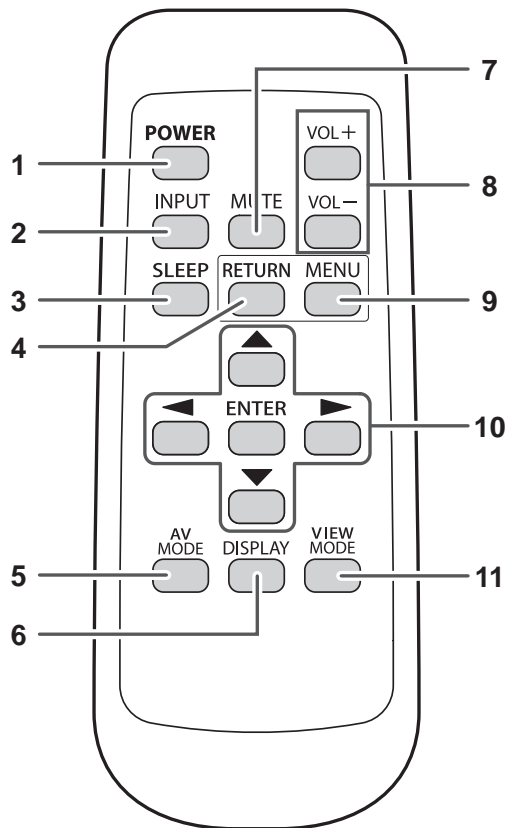 7
POWER
VOL+
1
8
INPUT
MUTE
VOL−
2
SLEEP
RETURN
MENU
3
9
4
ENTER
10
AV
MODE
DISPLAY
VIEW
MODE
5
11
6